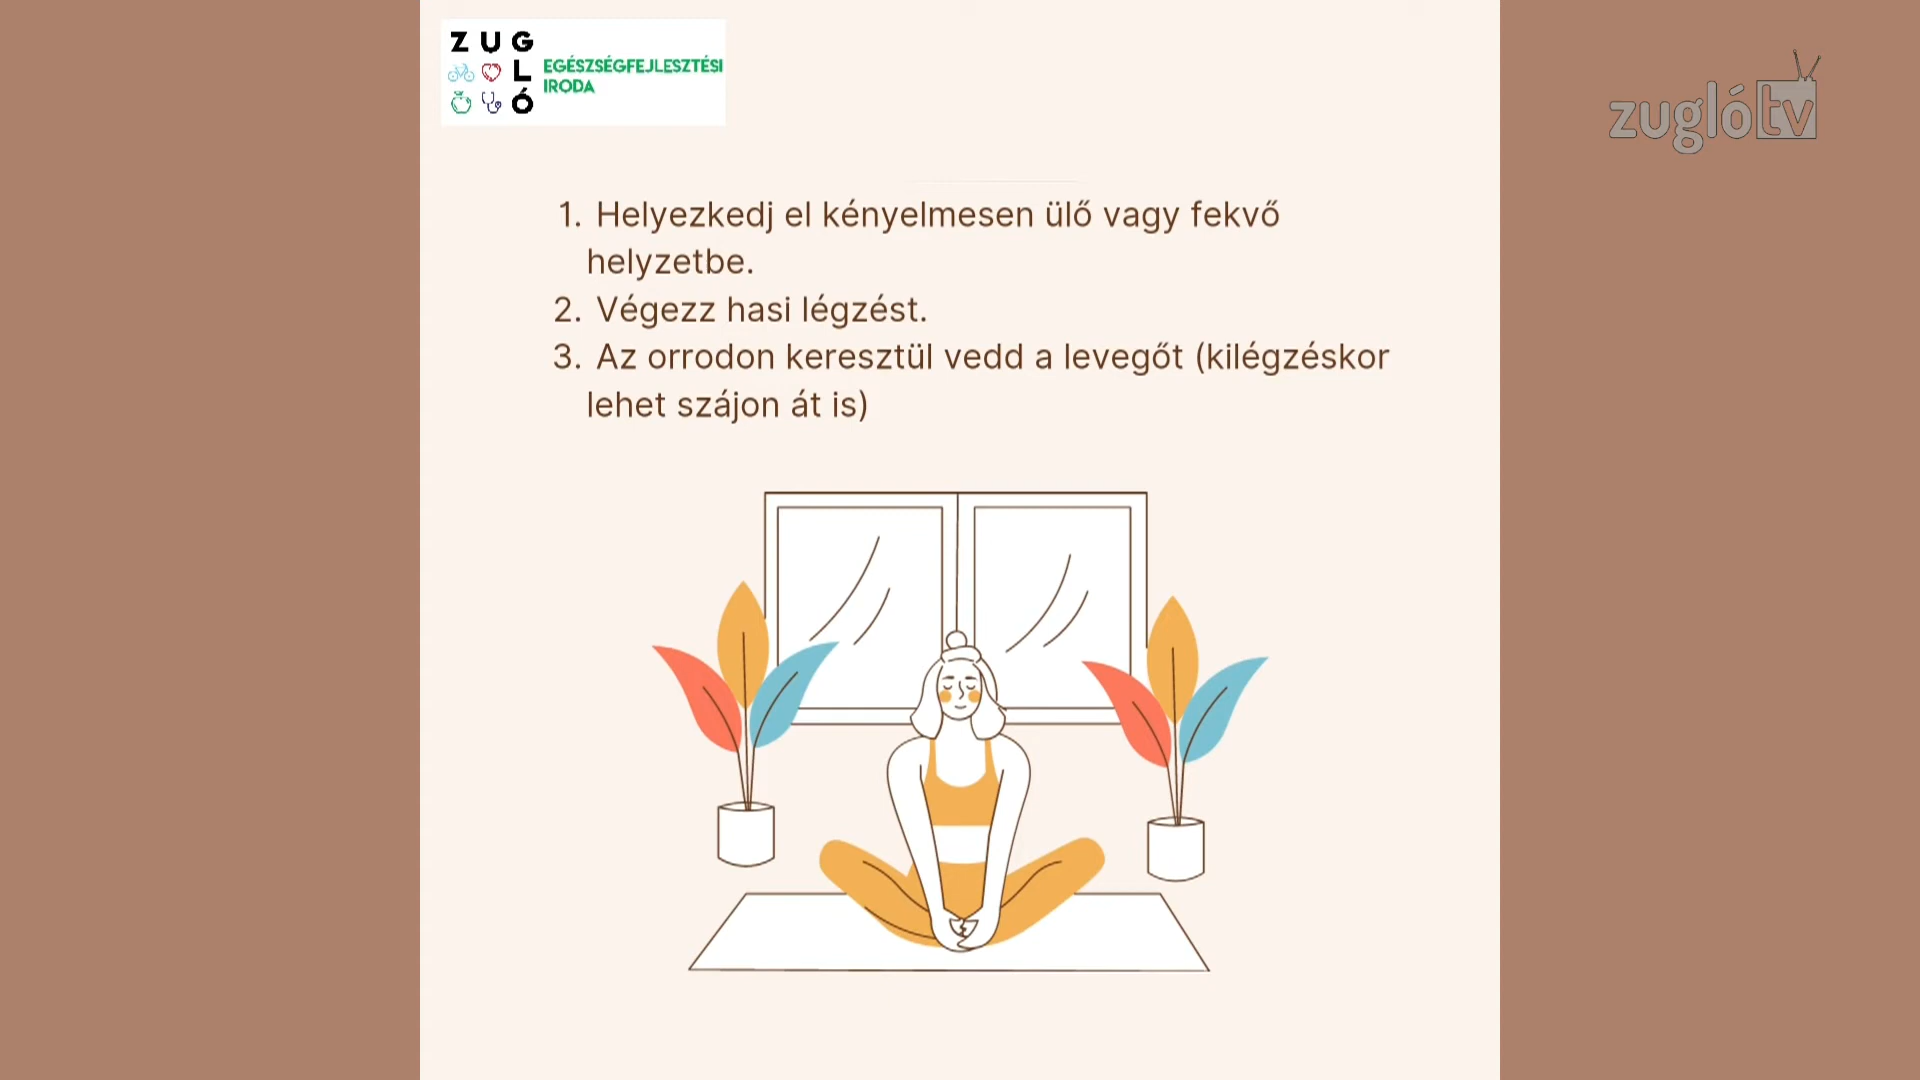 ZUG
L
Ó
EGÉSZSÉGFEJLESZTÉSI
IRODA
zuglótv
1. Helyezkedj el kényelmesen ülő vagy fekvő
helyzetbe.
2. Végezz hasi légzést.
3. Az orrodon keresztül vedd a levegőt (kilégzéskor
lehet szájon át is)